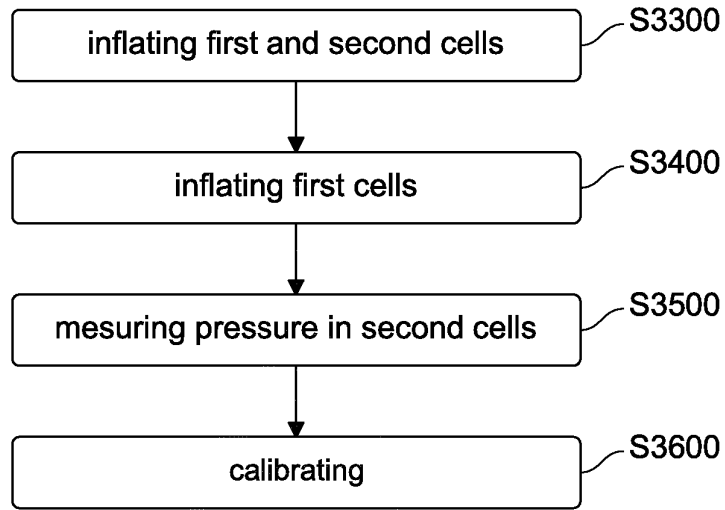 inflating first and second cells S3300
inflating first cells S3400
mesuring pressure in second cells S3500
calibrating S3600